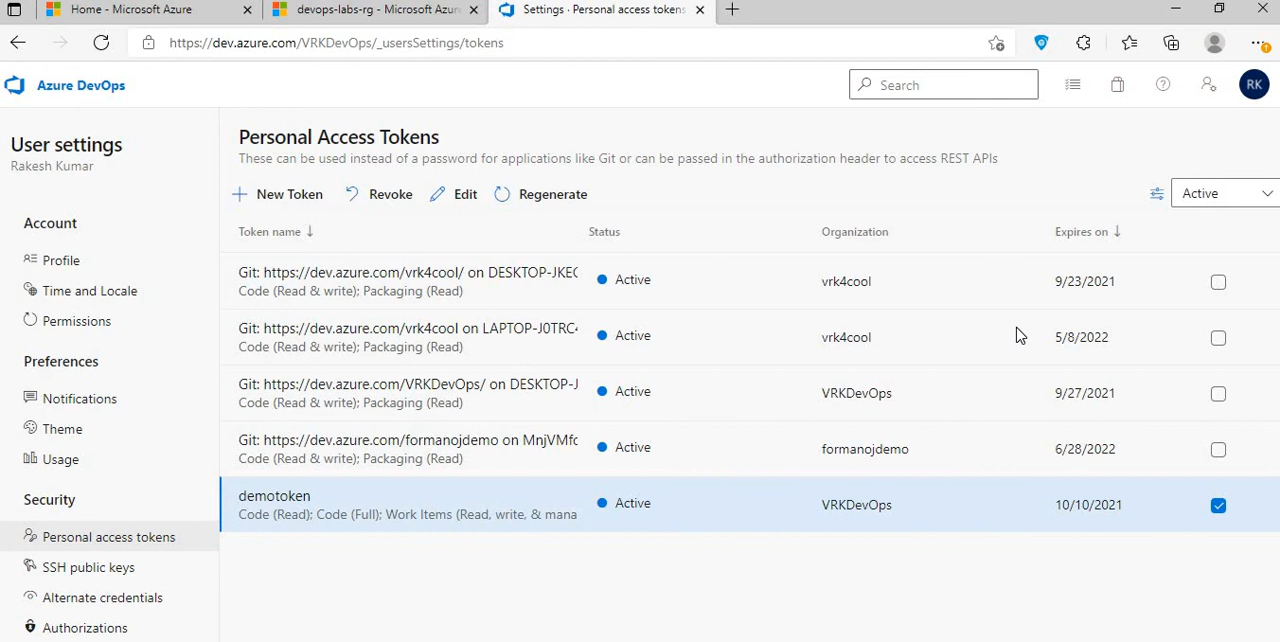 Home - Microsoft Azure
devops-labs-rg - Microsoft Azure
Settings · Personal access tokens
https://dev.azure.com/VRKDevOps/_usersSettings/tokens
Azure DevOps
Search
RK
User settings
Rakesh Kumar
Account
Profile
Time and Locale
Permissions
Preferences
Notifications
Theme
Usage
Security
Personal access tokens
SSH public keys
Alternate credentials
Authorizations
Personal Access Tokens
These can be used instead of a password for applications like Git or can be passed in the authorization header to access REST APIs
New Token Revoke Edit Regenerate Active
Token name Status Organization Expires on
Git: https://dev.azure.com/vrk4cool/ on DESKTOP-JKEC Active vrk4cool 9/23/2021
Code (Read & write); Packaging (Read)
Git: https://dev.azure.com/vrk4cool on LAPTOP-J0TRC4 Active vrk4cool 5/8/2022
Code (Read & write); Packaging (Read)
Git: https://dev.azure.com/VRKDevOps/ on DESKTOP-J Active VRKDevOps 9/27/2021
Code (Read & write); Packaging (Read)
Git: https://dev.azure.com/formanojdemo on MnjVMfc Active formanojdemo 6/28/2022
Code (Read & write); Packaging (Read)
demotoken Active VRKDevOps 10/10/2021
Code (Read); Code (Full); Work Items (Read, write, & mana